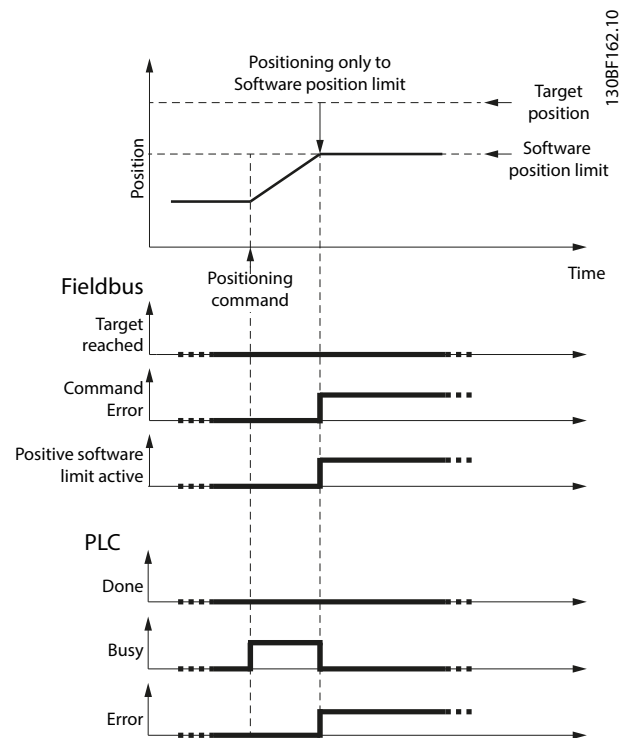 130BF162.10
Positioning only to
Software position limit
Target
position
Software
position limit
Position
Time
Positioning
command
Fieldbus
Target
reached
Command
Error
Positive software
limit active
PLC
Done
Busy
Error